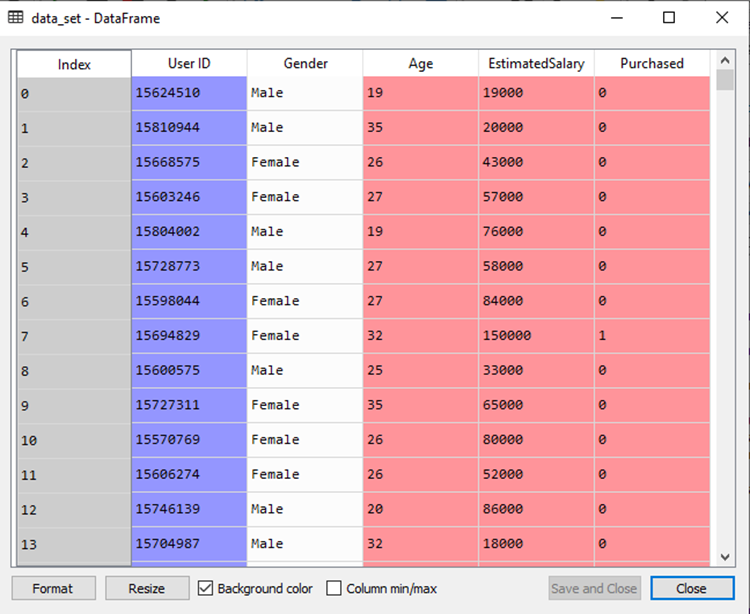 data_set - DataFrame
Index User ID Gender Age EstimatedSalary Purchased
0 15624510 Male 19 19000 0
1 15810944 Male 35 20000 0
2 15668575 Female 26 43000 0
3 15603246 Female 27 57000 0
4 15804002 Male 19 76000 0
5 15728773 Male 27 58000 0
6 15598044 Female 27 84000 0
7 15694829 Female 32 150000 1
8 15600575 Male 25 33000 0
9 15727311 Female 35 65000 0
10 15570769 Female 26 80000 0
11 15606274 Female 26 52000 0
12 15746139 Male 20 86000 0
13 15704987 Male 32 18000 0
Format Resize Background color Column min/max Save and Close Close